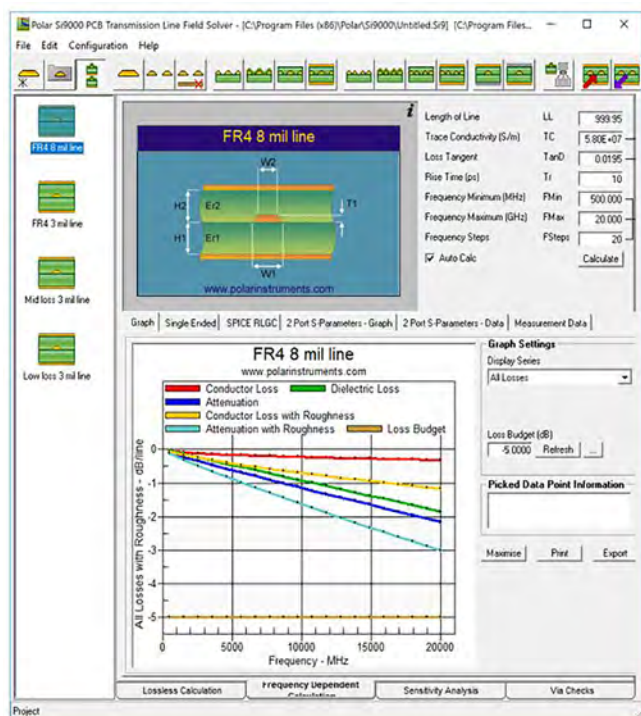 Polar Si9000 PCB Transmission Line Field Solver - [C:\Program Files (x86)\Polar\Si9000\Untitled.Si9] [C:\Program Files...
File Edit Configuration Help
FR4 8 mil line
FR4 3 mil line
Mid loss 3 mil line
Low loss 3 mil line
i
FR4 8 mil line
W2
H2 Er2 T1
H1 Er1
W1
www.polarinstruments.com
Length of Line LL 999.95
Trace Conductivity (S/m) TC 5.80E+07
Loss Tangent TanD 0.0195
Rise Time (ps) Tr 10
Frequency Minimum (MHz) FMin 500.000
Frequency Maximum (GHz) FMax 20.000
Frequency Steps FSteps 20
Auto Calc Calculate
Graph Single Ended SPICE RLGC 2 Port S-Parameters - Graph 2 Port S-Parameters - Data Measurement Data
FR4 8 mil line
www.polarinstruments.com
Conductor Loss Dielectric Loss
Attenuation
Conductor Loss with Roughness
Attenuation with Roughness Loss Budget
All Losses with Roughness - dB/line
0
-1
-2
-3
-4
-5
0 5000 10000 15000 20000
Frequency - MHz
Graph Settings
Display Series
All Losses
Loss Budget (dB)
-5.0000 Refresh ...
Picked Data Point Information
Maximise Print Export
Lossless Calculation Frequency Dependent Calculation Sensitivity Analysis Via Checks
Project